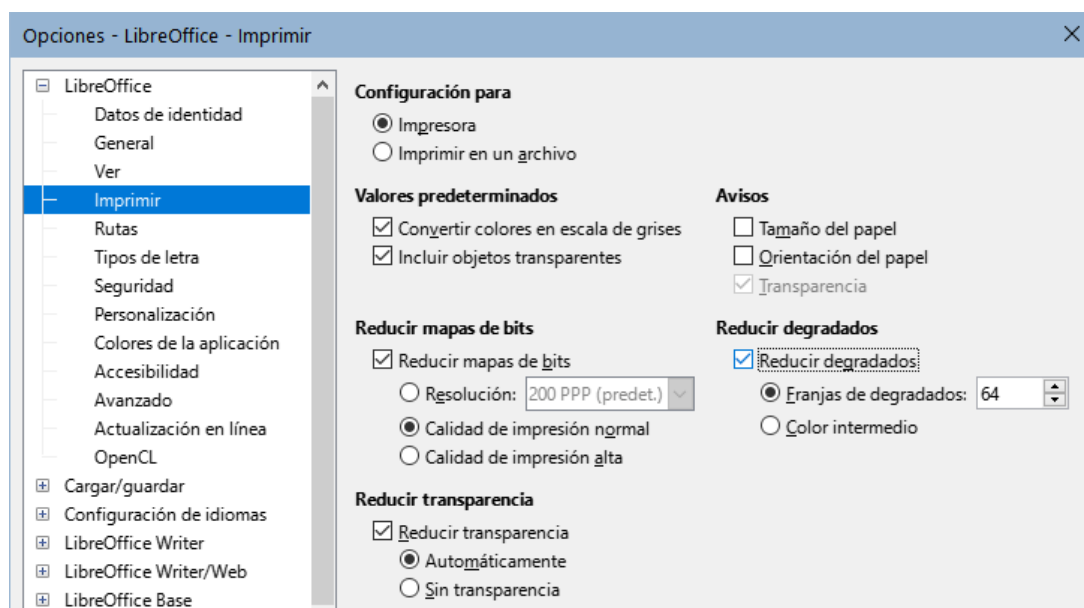 Opciones - LibreOffice - Imprimir
LibreOffice
Datos de identidad
General
Ver
Imprimir
Rutas
Tipos de letra
Seguridad
Personalización
Colores de la aplicación
Accesibilidad
Avanzado
Actualización en línea
OpenCL
Cargar/guardar
Configuración de idiomas
LibreOffice Writer
LibreOffice Writer/Web
LibreOffice Base
Configuración para
Impresora
Imprimir en un archivo
Valores predeterminados
Convertir colores en escala de grises
Incluir objetos transparentes
Avisos
Tamaño del papel
Orientación del papel
Transparencia
Reducir mapas de bits
Reducir mapas de bits
Resolución: 200 PPP (predet.)
Calidad de impresión normal
Calidad de impresión alta
Reducir degradados
Reducir degradados
Franjas de degradados: 64
Color intermedio
Reducir transparencia
Reducir transparencia
Automáticamente
Sin transparencia